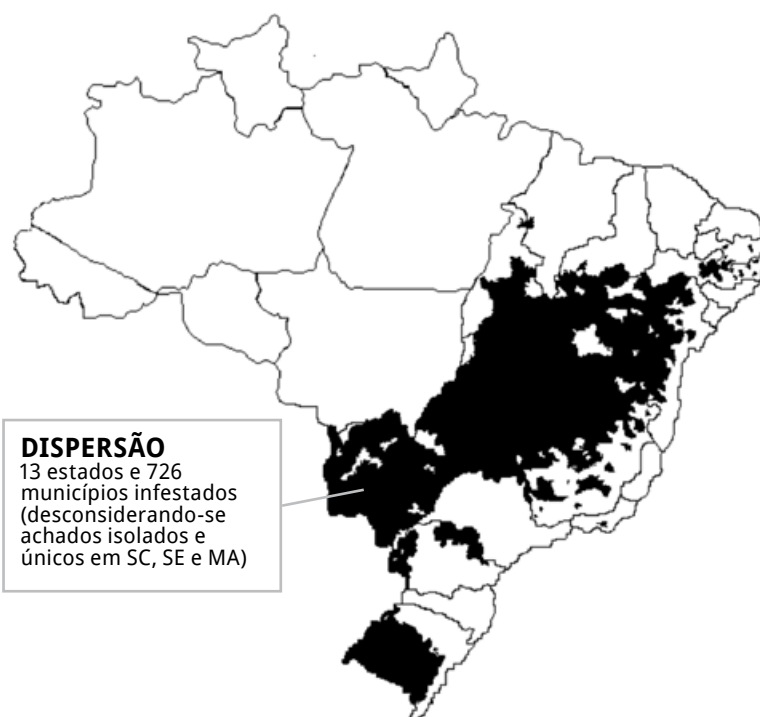 DISPERSÃO
13 estados e 726
municípios infestados
(desconsiderando-se
achados isolados e
únicos em SC, SE e MA)